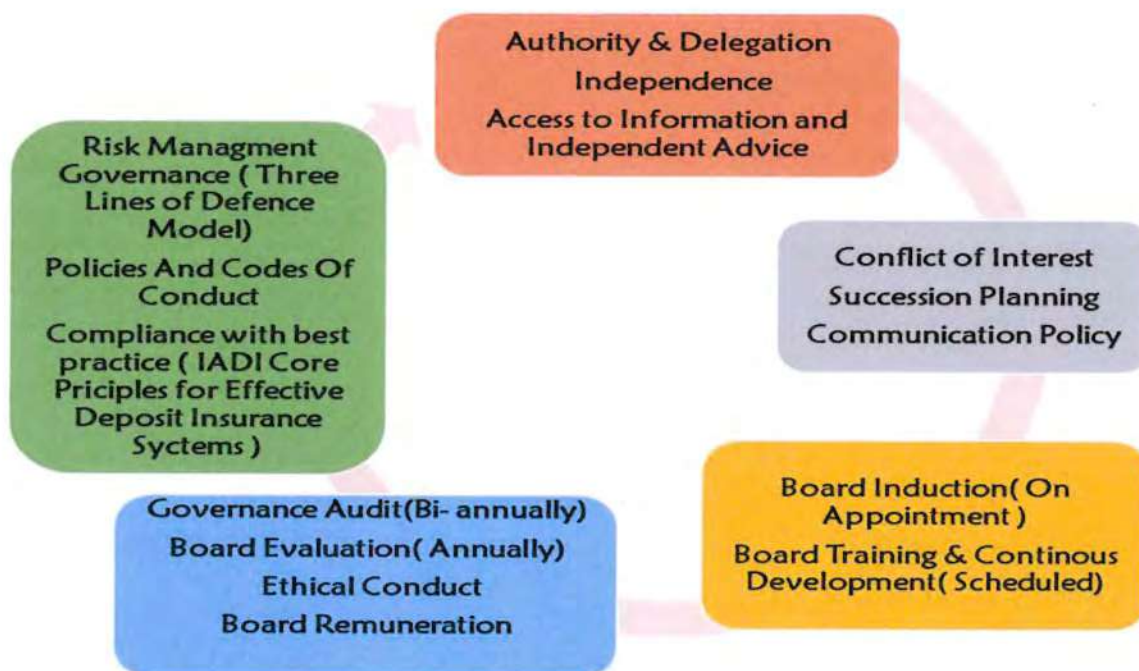 Authority & Delegation
Independence
Access to Information and
Independent Advice
Conflict of Interest
Succession Planning
Communication Policy
Board Induction( On
Appointment )
Board Training & Continous
Development( Scheduled)
Governance Audit(Bi- annually)
Board Evaluation( Annually)
Ethical Conduct
Board Remuneration
Risk Managment
Governance ( Three
Lines of Defence
Model)
Policies And Codes Of
Conduct
Compliance with best
practice ( IADI Core
Priciples for Effective
Deposit Insurance
Syctems )